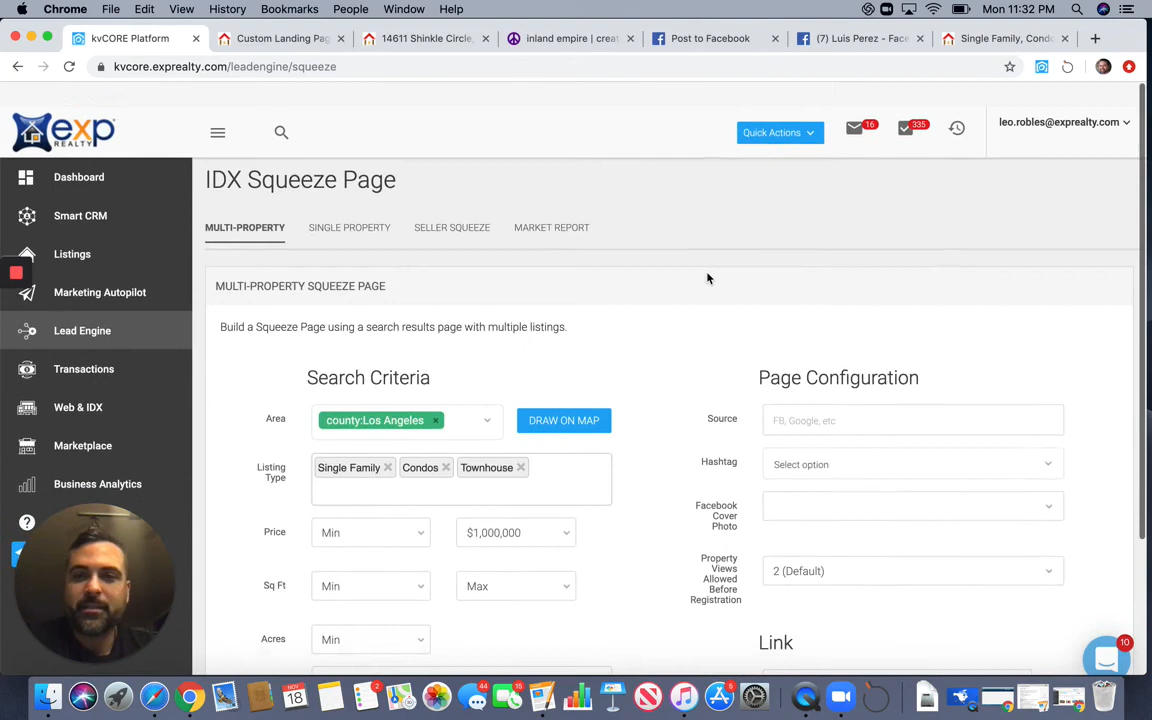 Chrome File Edit View History Bookmarks People Window Help Mon 11:32 PM
kvCORE Platform
Custom Landing Pag
14611 Shinkle Circle,
inland empire | creat
Post to Facebook
(7) Luis Perez - Face
Single Family, Condo
kvcore.exprealty.com/leadengine/squeeze
exp
REALTY
Quick Actions
16
335
leo.robles@exprealty.com
Dashboard
Smart CRM
Listings
Marketing Autopilot
Lead Engine
Transactions
Web & IDX
Marketplace
Business Analytics
?
IDX Squeeze Page
MULTI-PROPERTY SINGLE PROPERTY SELLER SQUEEZE MARKET REPORT
MULTI-PROPERTY SQUEEZE PAGE
Build a Squeeze Page using a search results page with multiple listings.
Search Criteria
Area county:Los Angeles × DRAW ON MAP
Listing
Type
Single Family Condos Townhouse
Price Min $1,000,000
Sq Ft Min Max
Acres Min
Page Configuration
Source FB, Google, etc
Hashtag Select option
Facebook
Cover
Photo
Property
Views
Allowed
Before
Registration
2 (Default)
Link
10
NOV
18
2
44
15
5